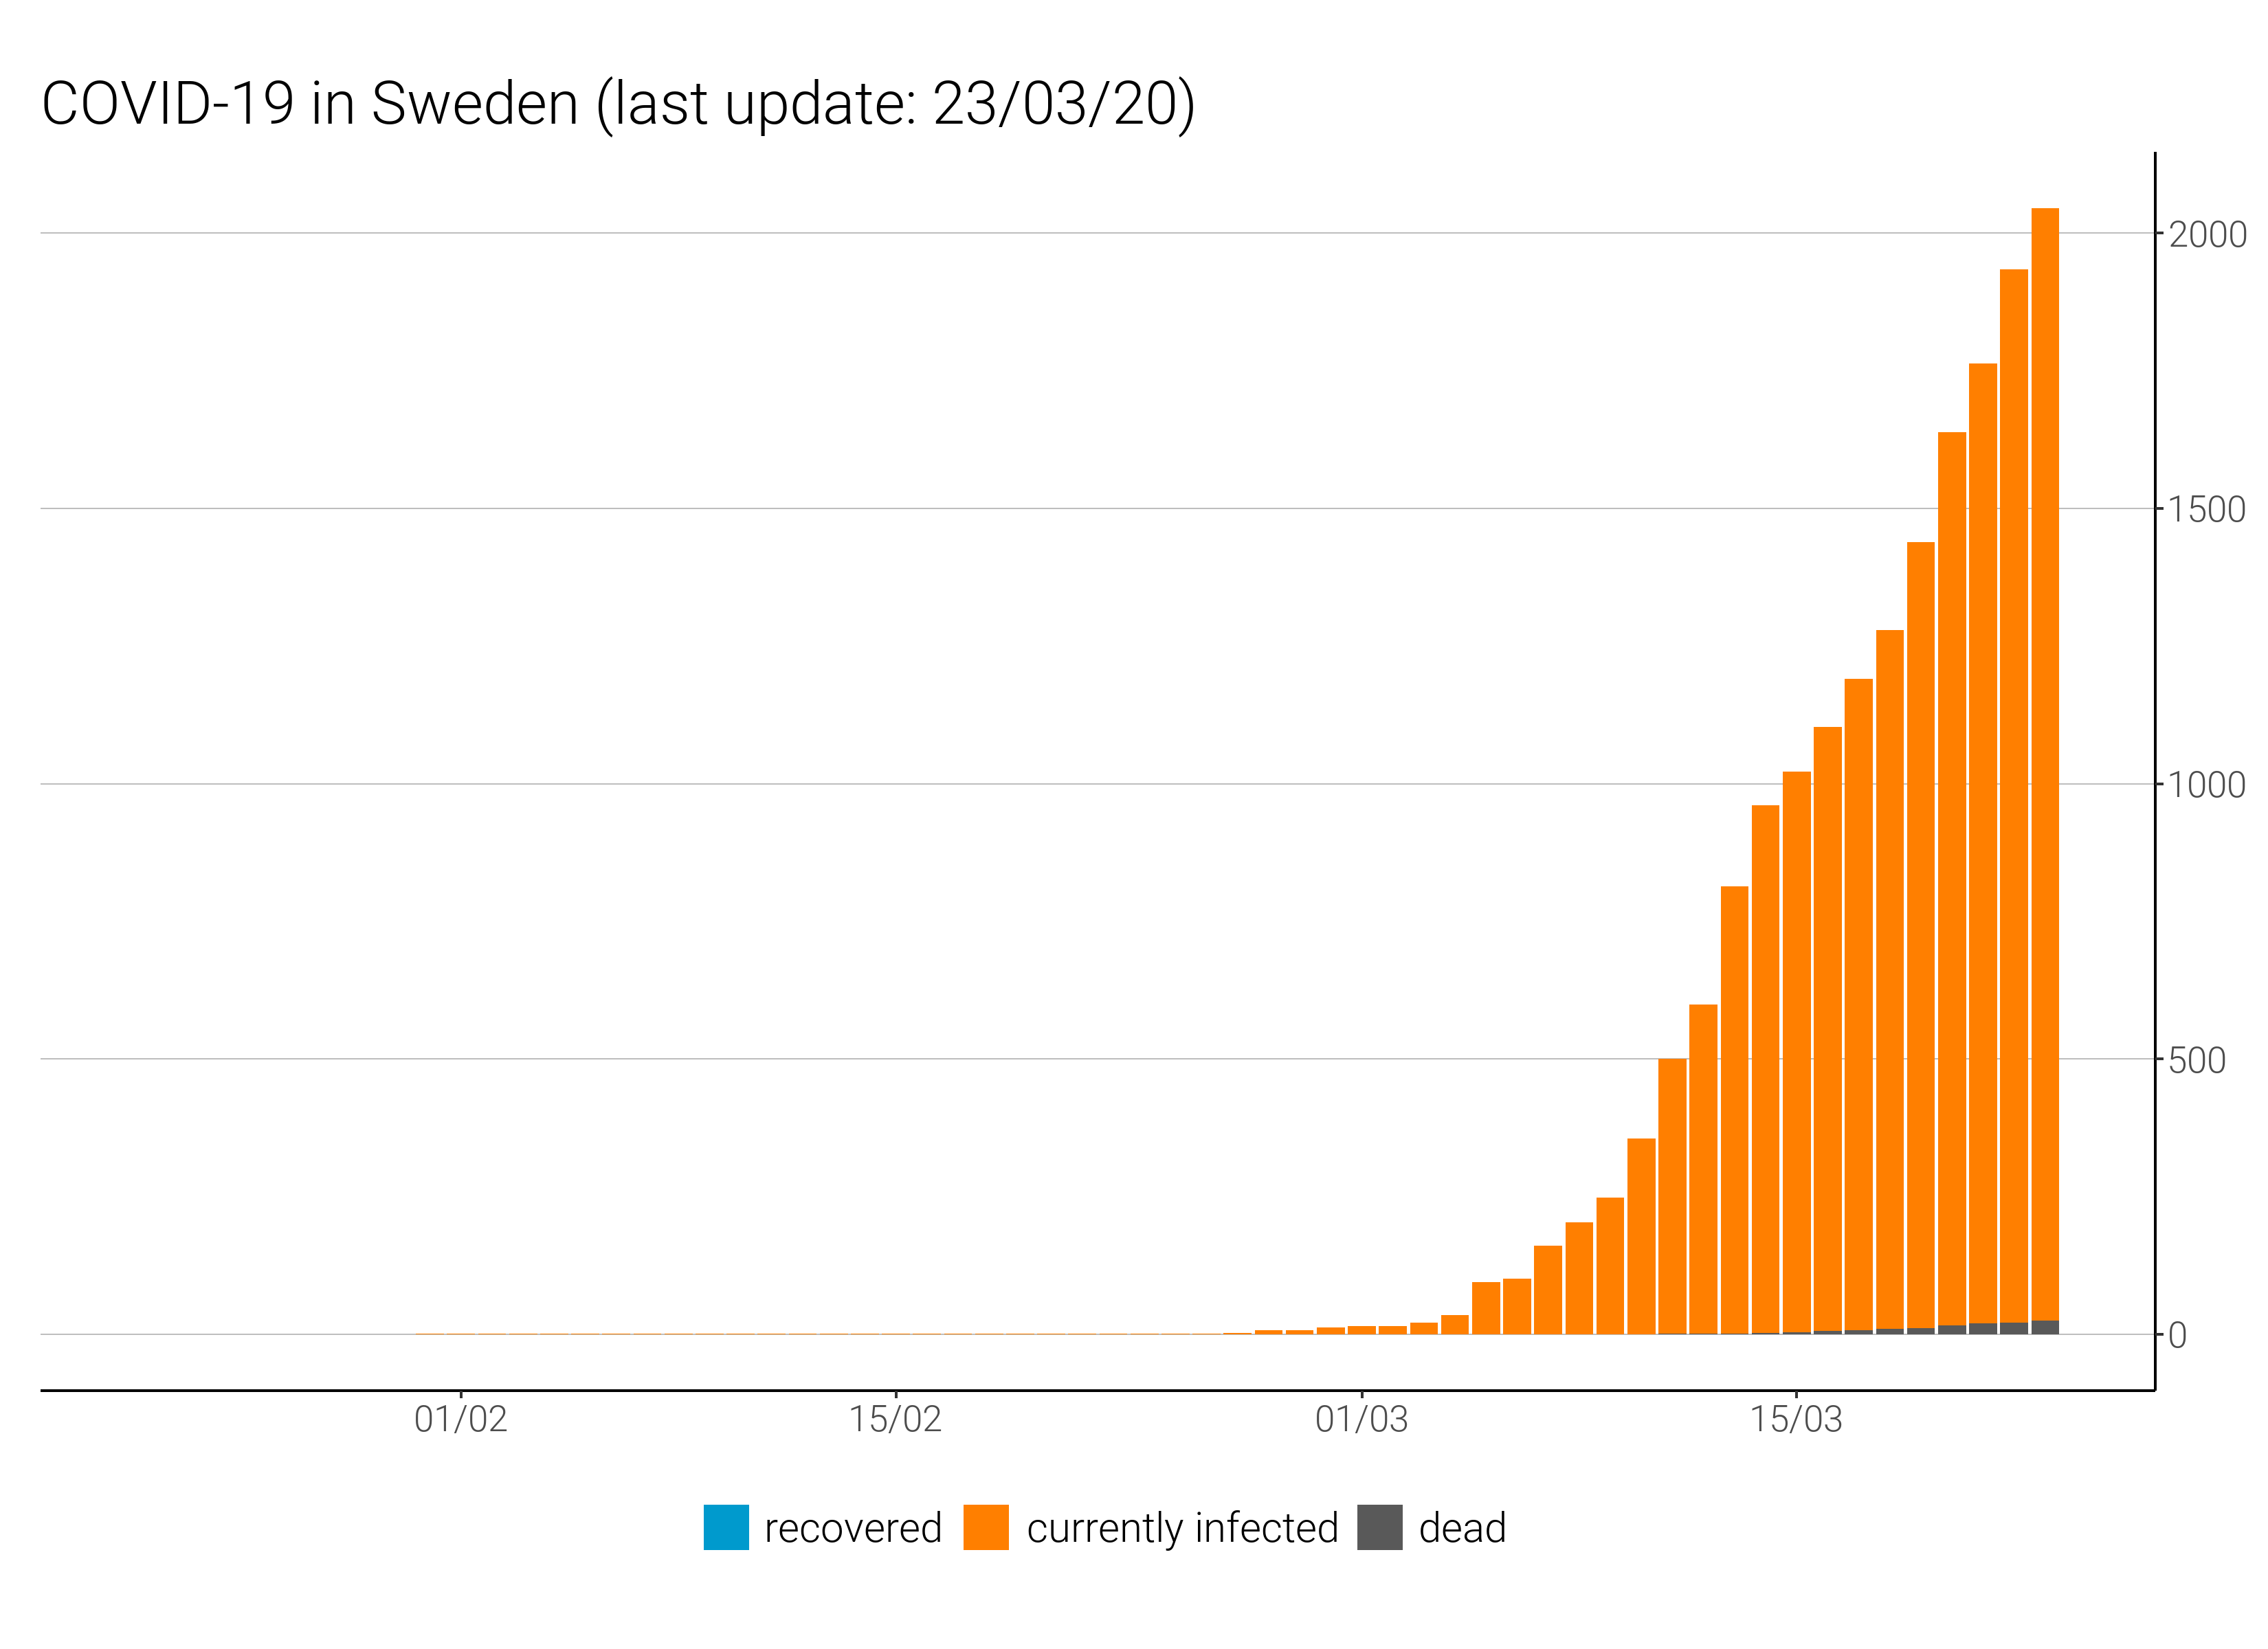 COVID-19 in Sweden (last update: 23/03/20)
2000
1500
1000
500
0
01/02 15/02 01/03 15/03
recovered currently infected dead